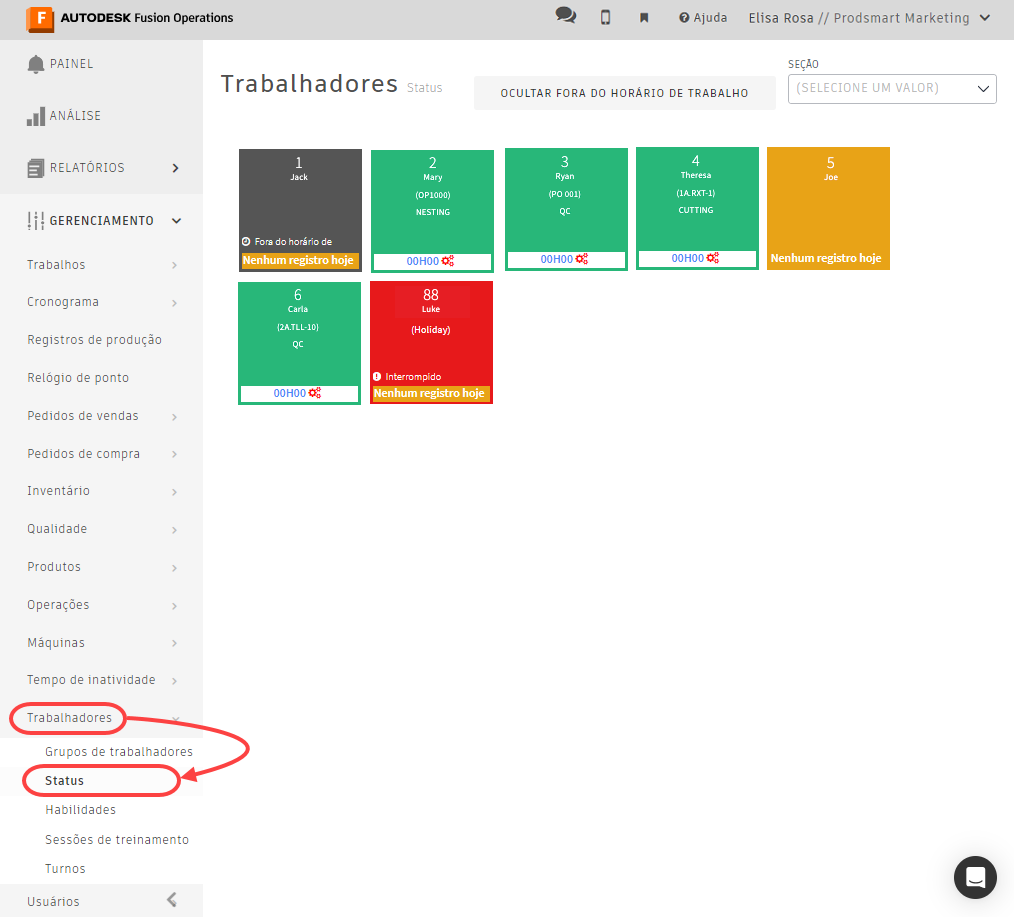 F AUTODESK Fusion Operations
Ajuda
Elisa Rosa // Prodsmart Marketing
PAINEL
ANÁLISE
RELATÓRIOS
GERENCIAMENTO
Trabalhos
Cronograma
Registros de produção
Relógio de ponto
Pedidos de vendas
Pedidos de compra
Inventário
Qualidade
Produtos
Operações
Máquinas
Tempo de inatividade
Trabalhadores
Grupos de trabalhadores
Status
Habilidades
Sessões de treinamento
Turnos
Usuários
Trabalhadores Status
OCULTAR FORA DO HORÁRIO DE TRABALHO
SEÇÃO
(SELECIONE UM VALOR)
1
Jack
Fora do horário de
Nenhum registro hoje
2
Mary
(OP1000)
NESTING
00H00
3
Ryan
(PO 001)
QC
00H00
4
Theresa
(1A.RXT-1)
CUTTING
00H00
5
Joe
Nenhum registro hoje
6
Carla
(2A.TLL-10)
QC
00H00
88
Luke
(Holiday)
Interrompido
Nenhum registro hoje